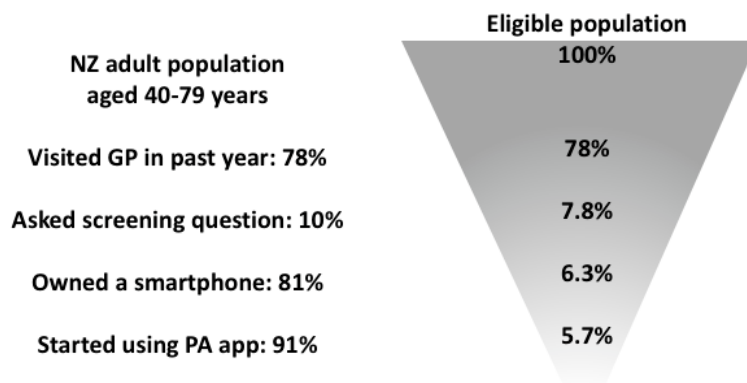 Eligible population
NZ adult population
aged 40-79 years
100%
Visited GP in past year: 78%
78%
Asked screening question: 10%
7.8%
Owned a smartphone: 81%
6.3%
Started using PA app: 91%
5.7%